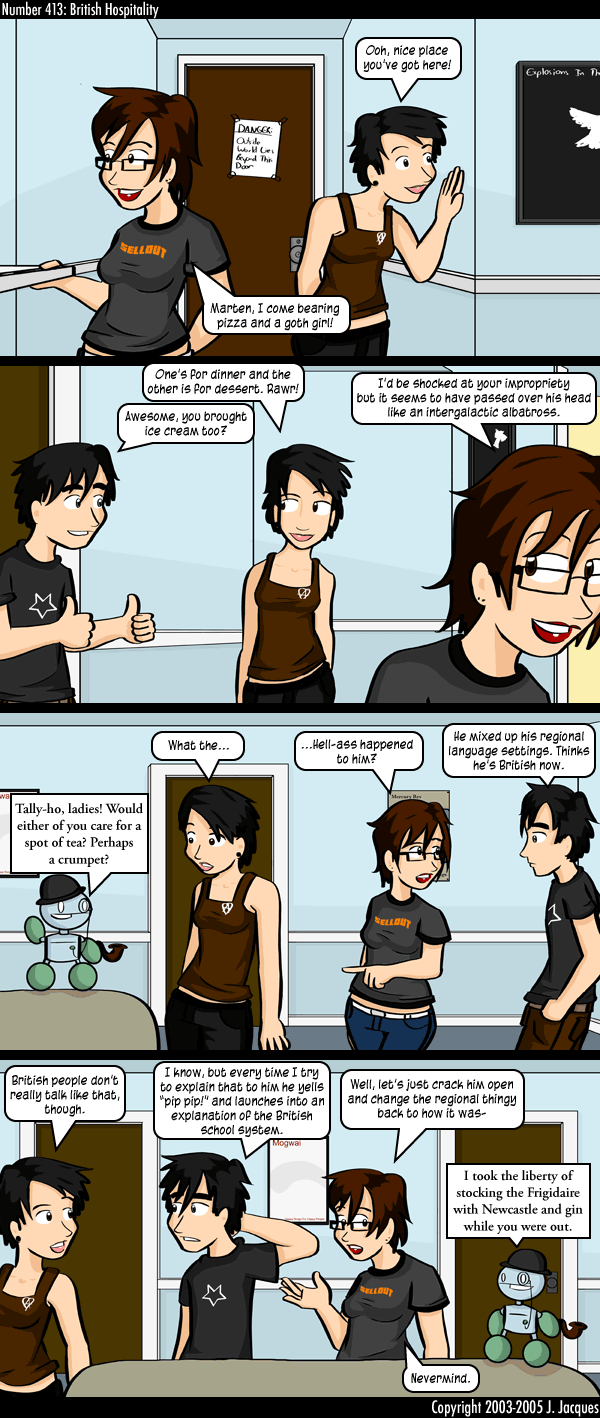 Number 413: British Hospitality
Ooh, nice place
you've got here!
Explosions In The
DANGER:
Outside
World Lies
Beyond This
Door
SELLOUT
Marten, I come bearing
pizza and a goth girl!
One's for dinner and the
other is for dessert. Rawr!
Awesome, you brought
ice cream too?
I'd be shocked at your impropriety
but it seems to have passed over his head
like an intergalactic albatross.
What the...
...Hell-ass happened
to him?
He mixed up his regional
language settings. Thinks
he's British now.
Tally-ho, ladies! Would
either of you care for a
spot of tea? Perhaps
a crumpet?
Mercury Rev
SELLOUT
British people don't
really talk like that,
though.
I know, but every time I try
to explain that to him he yells
"pip pip!" and launches into an
explanation of the British
school system.
Well, let's just crack him open
and change the regional thingy
back to how it was-
Mogwai
I took the liberty of
stocking the Frigidaire
with Newcastle and gin
while you were out.
SELLOUT
Nevermind.
Copyright 2003-2005 J. Jacques